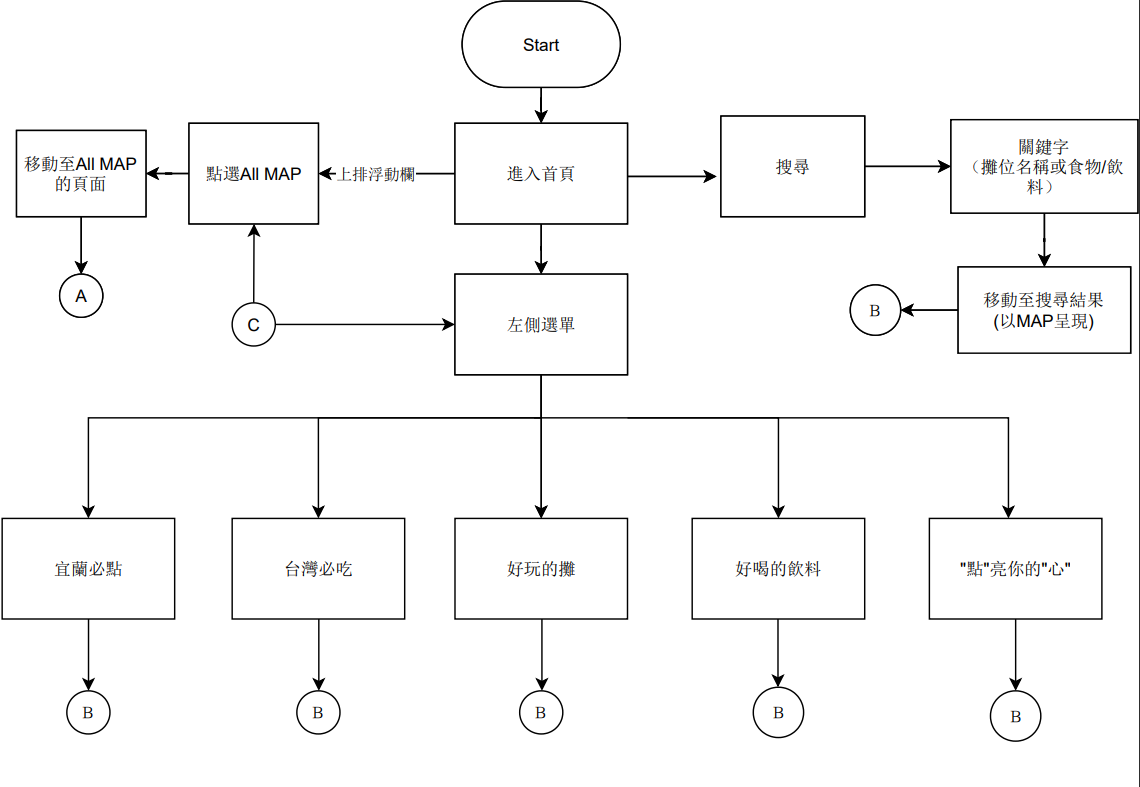 Start
移動至All MAP
的頁面
點選All MAP
上排浮動欄
進入首頁
搜尋
關鍵字
（攤位名稱或食物/飲
料）
A
C
左側選單
B
移動至搜尋結果
(以MAP呈現)
宜蘭必點
台灣必吃
好玩的攤
好喝的飲料
"點"亮你的"心"
B
B
B
B
B